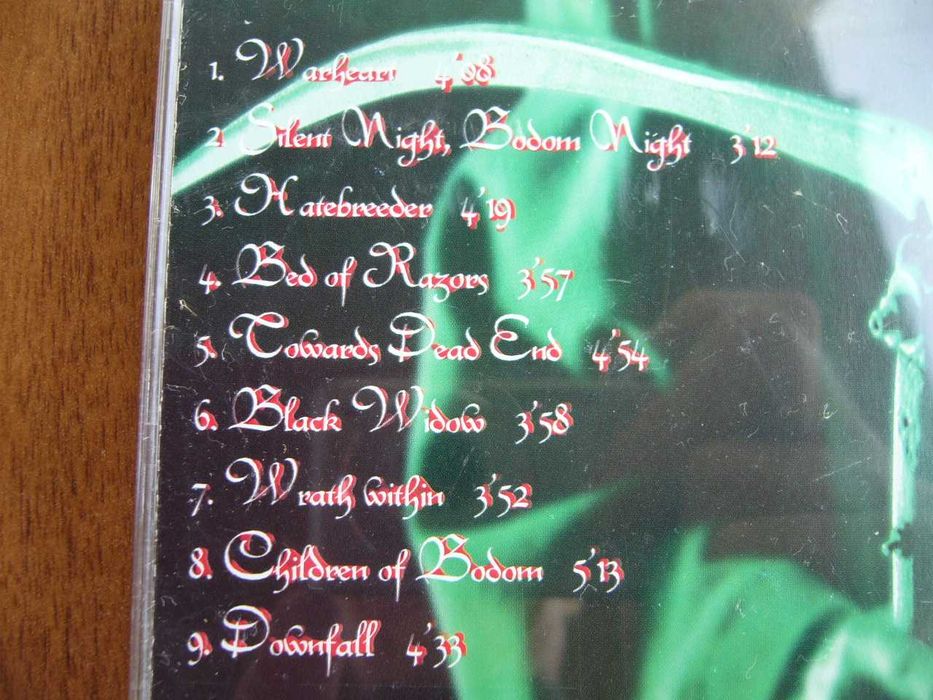 1. Warheart 4'08
2. Silent Night, Bodom Night 3'12
3. Hatebreeder 4'19
4. Bed of Razors 3'57
5. Towards Dead End 4'54
6. Black Widow 3'58
7. Wrath within 3'52
8. Children of Bodom 5'13
9. Downfall 4'33